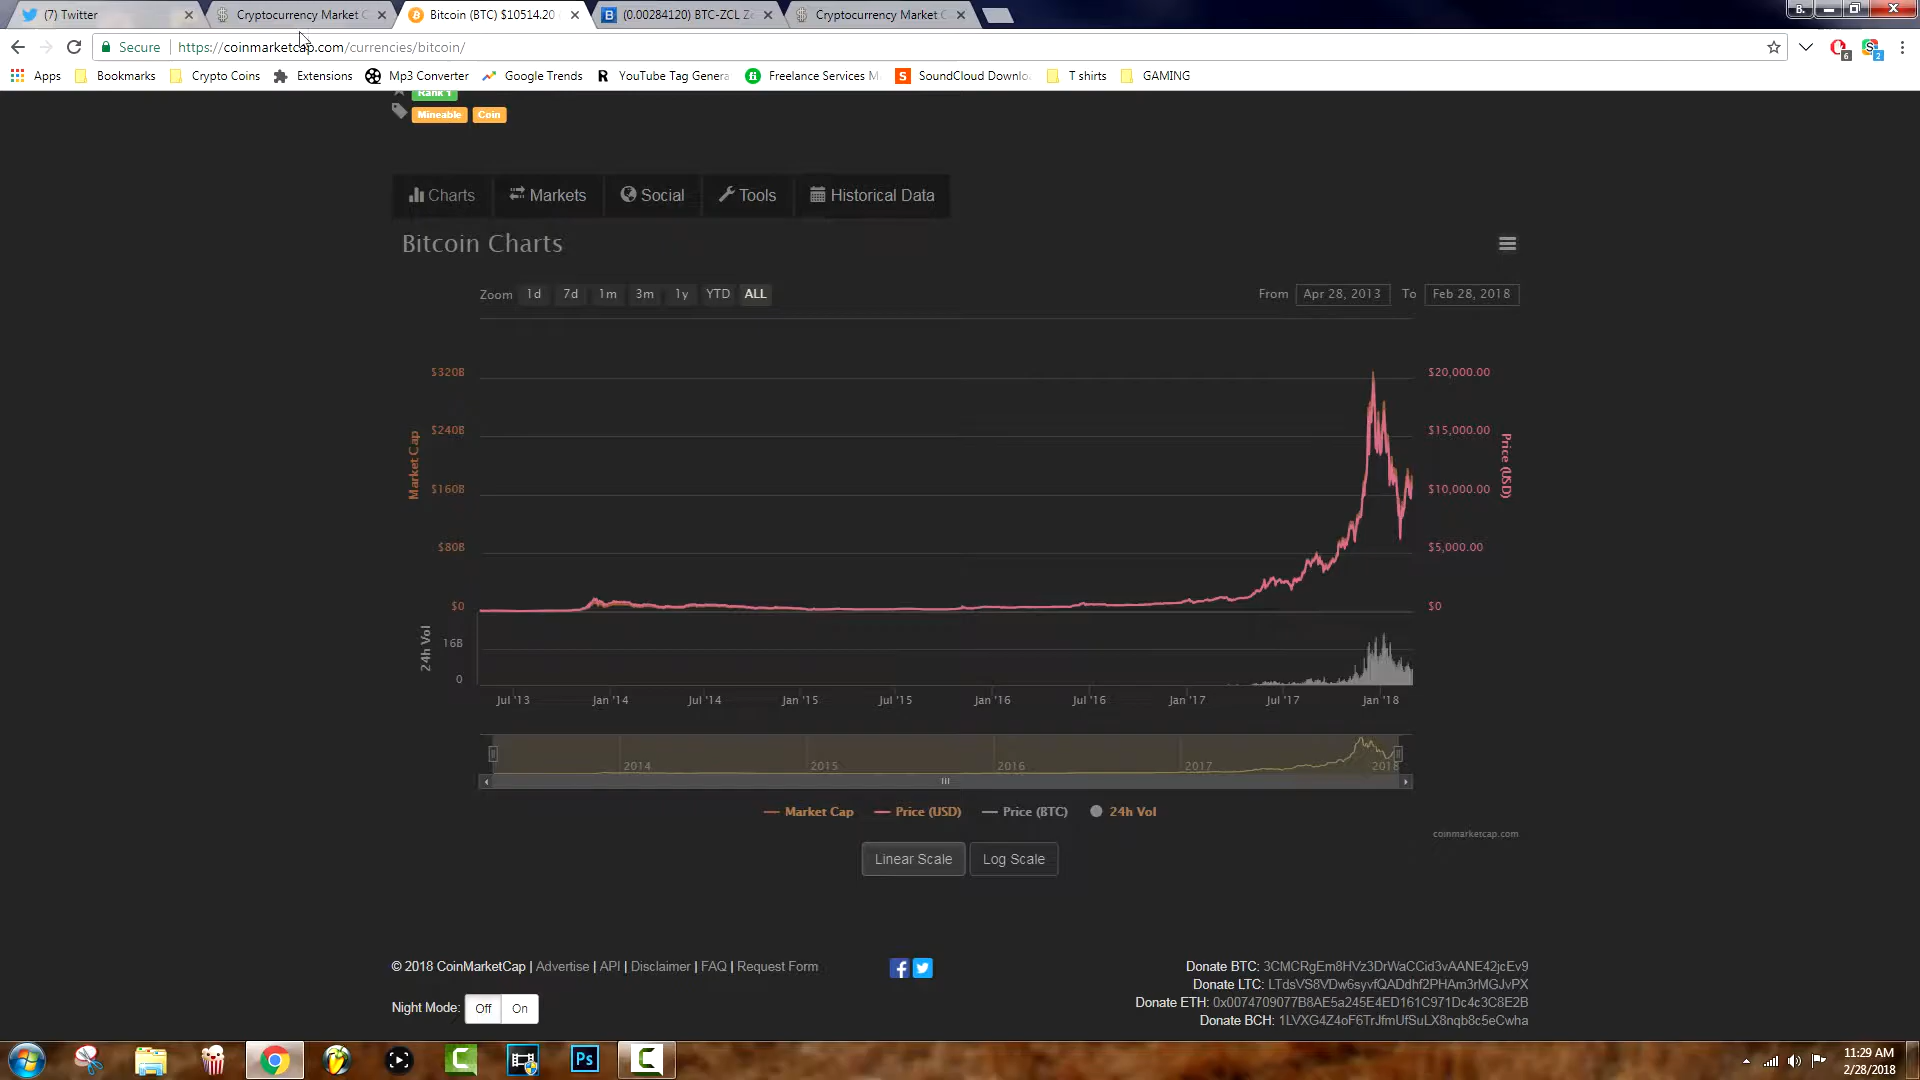 (7) Twitter
Cryptocurrency Market C
Bitcoin (BTC) $10514.20
(0.00284120) BTC-ZCL Ze
Cryptocurrency Market C
B.
Secure | https://coinmarketcap.com/currencies/bitcoin/
6
2
Apps
Bookmarks
Crypto Coins
Extensions
Mp3 Converter
Google Trends
YouTube Tag Genera
Freelance Services M
SoundCloud Downlo
T shirts
GAMING
Rank 1
Mineable
Coin
Charts
Markets
Social
Tools
Historical Data
Bitcoin Charts
Zoom 1d 7d 1m 3m 1y YTD ALL
From Apr 28, 2013 To Feb 28, 2018
$320B
$240B
$160B
$80B
$0
Market Cap
$20,000.00
$15,000.00
$10,000.00
$5,000.00
$0
Price (USD)
24h Vol
16B
0
Jul '13 Jan '14 Jul '14 Jan '15 Jul '15 Jan '16 Jul '16 Jan '17 Jul '17 Jan '18
2014 2015 2016 2017 2018
Market Cap Price (USD) Price (BTC) 24h Vol
coinmarketcap.com
Linear Scale
Log Scale
© 2018 CoinMarketCap | Advertise | API | Disclaimer | FAQ | Request Form
Night Mode: Off On
Donate BTC: 3CMCRgEm8HVz3DrWaCCid3vAANE42jcEv9
Donate LTC: LTdsVS8VDw6syvfQADdhf2PHAm3rMGJvPX
Donate ETH: 0x0074709077B8AE5a245E4ED161C971Dc4c3C8E2B
Donate BCH: 1LVXG4Z4oF6TrJfmUfSuLX8nqb8c5eCwha
Ps
11:29 AM
2/28/2018